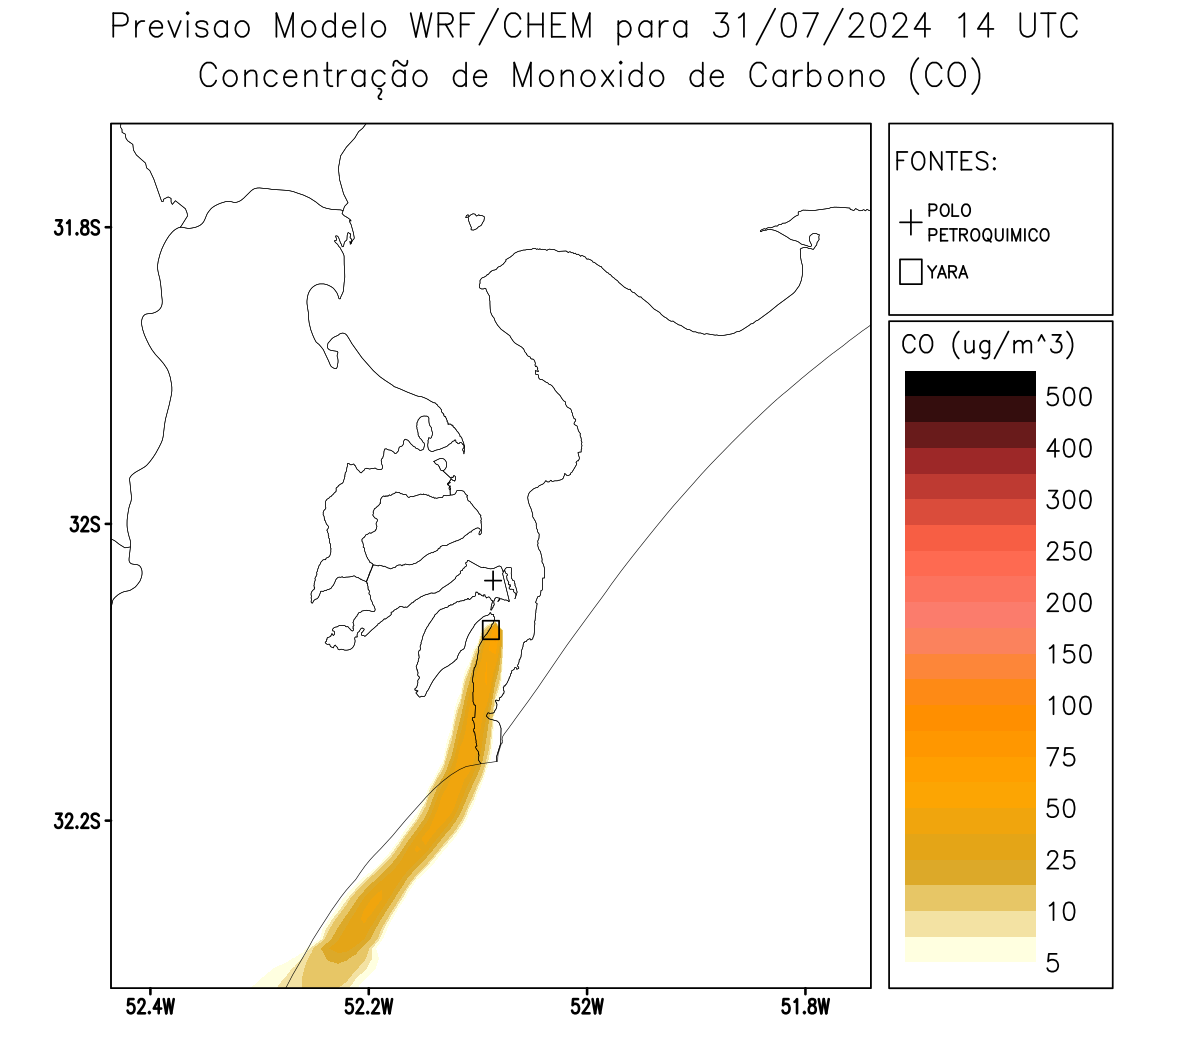 Previsao Modelo WRF/CHEM para 31/07/2024 14 UTC
Concentração de Monoxido de Carbono (CO)
FONTES:
POLO
PETROQUIMICO
YARA
CO (ug/m^3)
500
400
300
250
200
150
100
75
50
25
10
5
31.8S
32S
32.2S
52.4W
52.2W
52W
51.8W